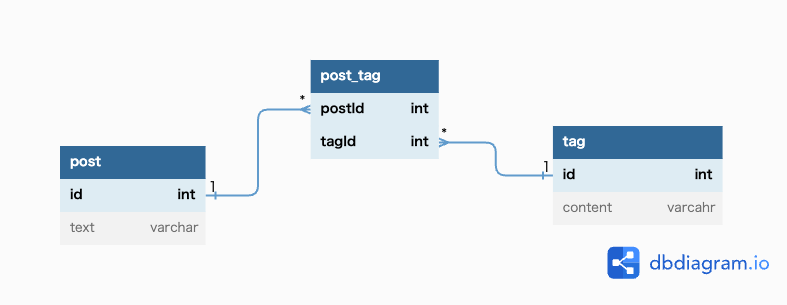 post
id int
text varchar
1
*
post_tag
postId int
tagId int
*
1
tag
id int
content varcahr
dbdiagram.io